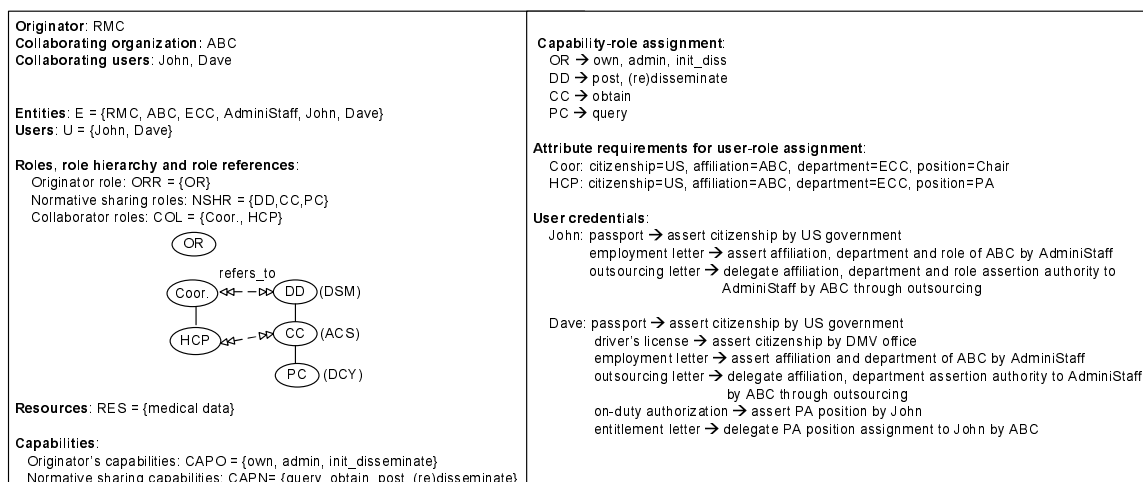 Originator: RMC
Collaborating organization: ABC
Collaborating users: John, Dave
Entities: E = {RMC, ABC, ECC, AdminiStaff, John, Dave}
Users: U = {John, Dave}
Roles, role hierarchy and role references:
Originator role: ORR = {OR}
Normative sharing roles: NSHR = {DD,CC,PC}
Collaborator roles: COL = {Coor., HCP}
OR
refers_to
Coor. DD (DSM)
HCP CC (ACS)
PC (DCY)
Resources: RES = {medical data}
Capabilities:
Originator's capabilities: CAPO = {own, admin, init_disseminate}
Normative sharing capabilities: CAPN= {query, obtain, post, (re)disseminate}
Capability-role assignment:
OR → own, admin, init_diss
DD → post, (re)disseminate
CC → obtain
PC → query
Attribute requirements for user-role assignment:
Coor: citizenship=US, affiliation=ABC, department=ECC, position=Chair
HCP: citizenship=US, affiliation=ABC, department=ECC, position=PA
User credentials:
John: passport → assert citizenship by US government
employment letter → assert affiliation, department and role of ABC by AdminiStaff
outsourcing letter → delegate affiliation, department and role assertion authority to
AdminiStaff by ABC through outsourcing
Dave: passport → assert citizenship by US government
driver's license → assert citizenship by DMV office
employment letter → assert affiliation and department of ABC by AdminiStaff
outsourcing letter → delegate affiliation, department assertion authority to AdminiStaff
by ABC through outsourcing
on-duty authorization → assert PA position by John
entitlement letter → delegate PA position assignment to John by ABC